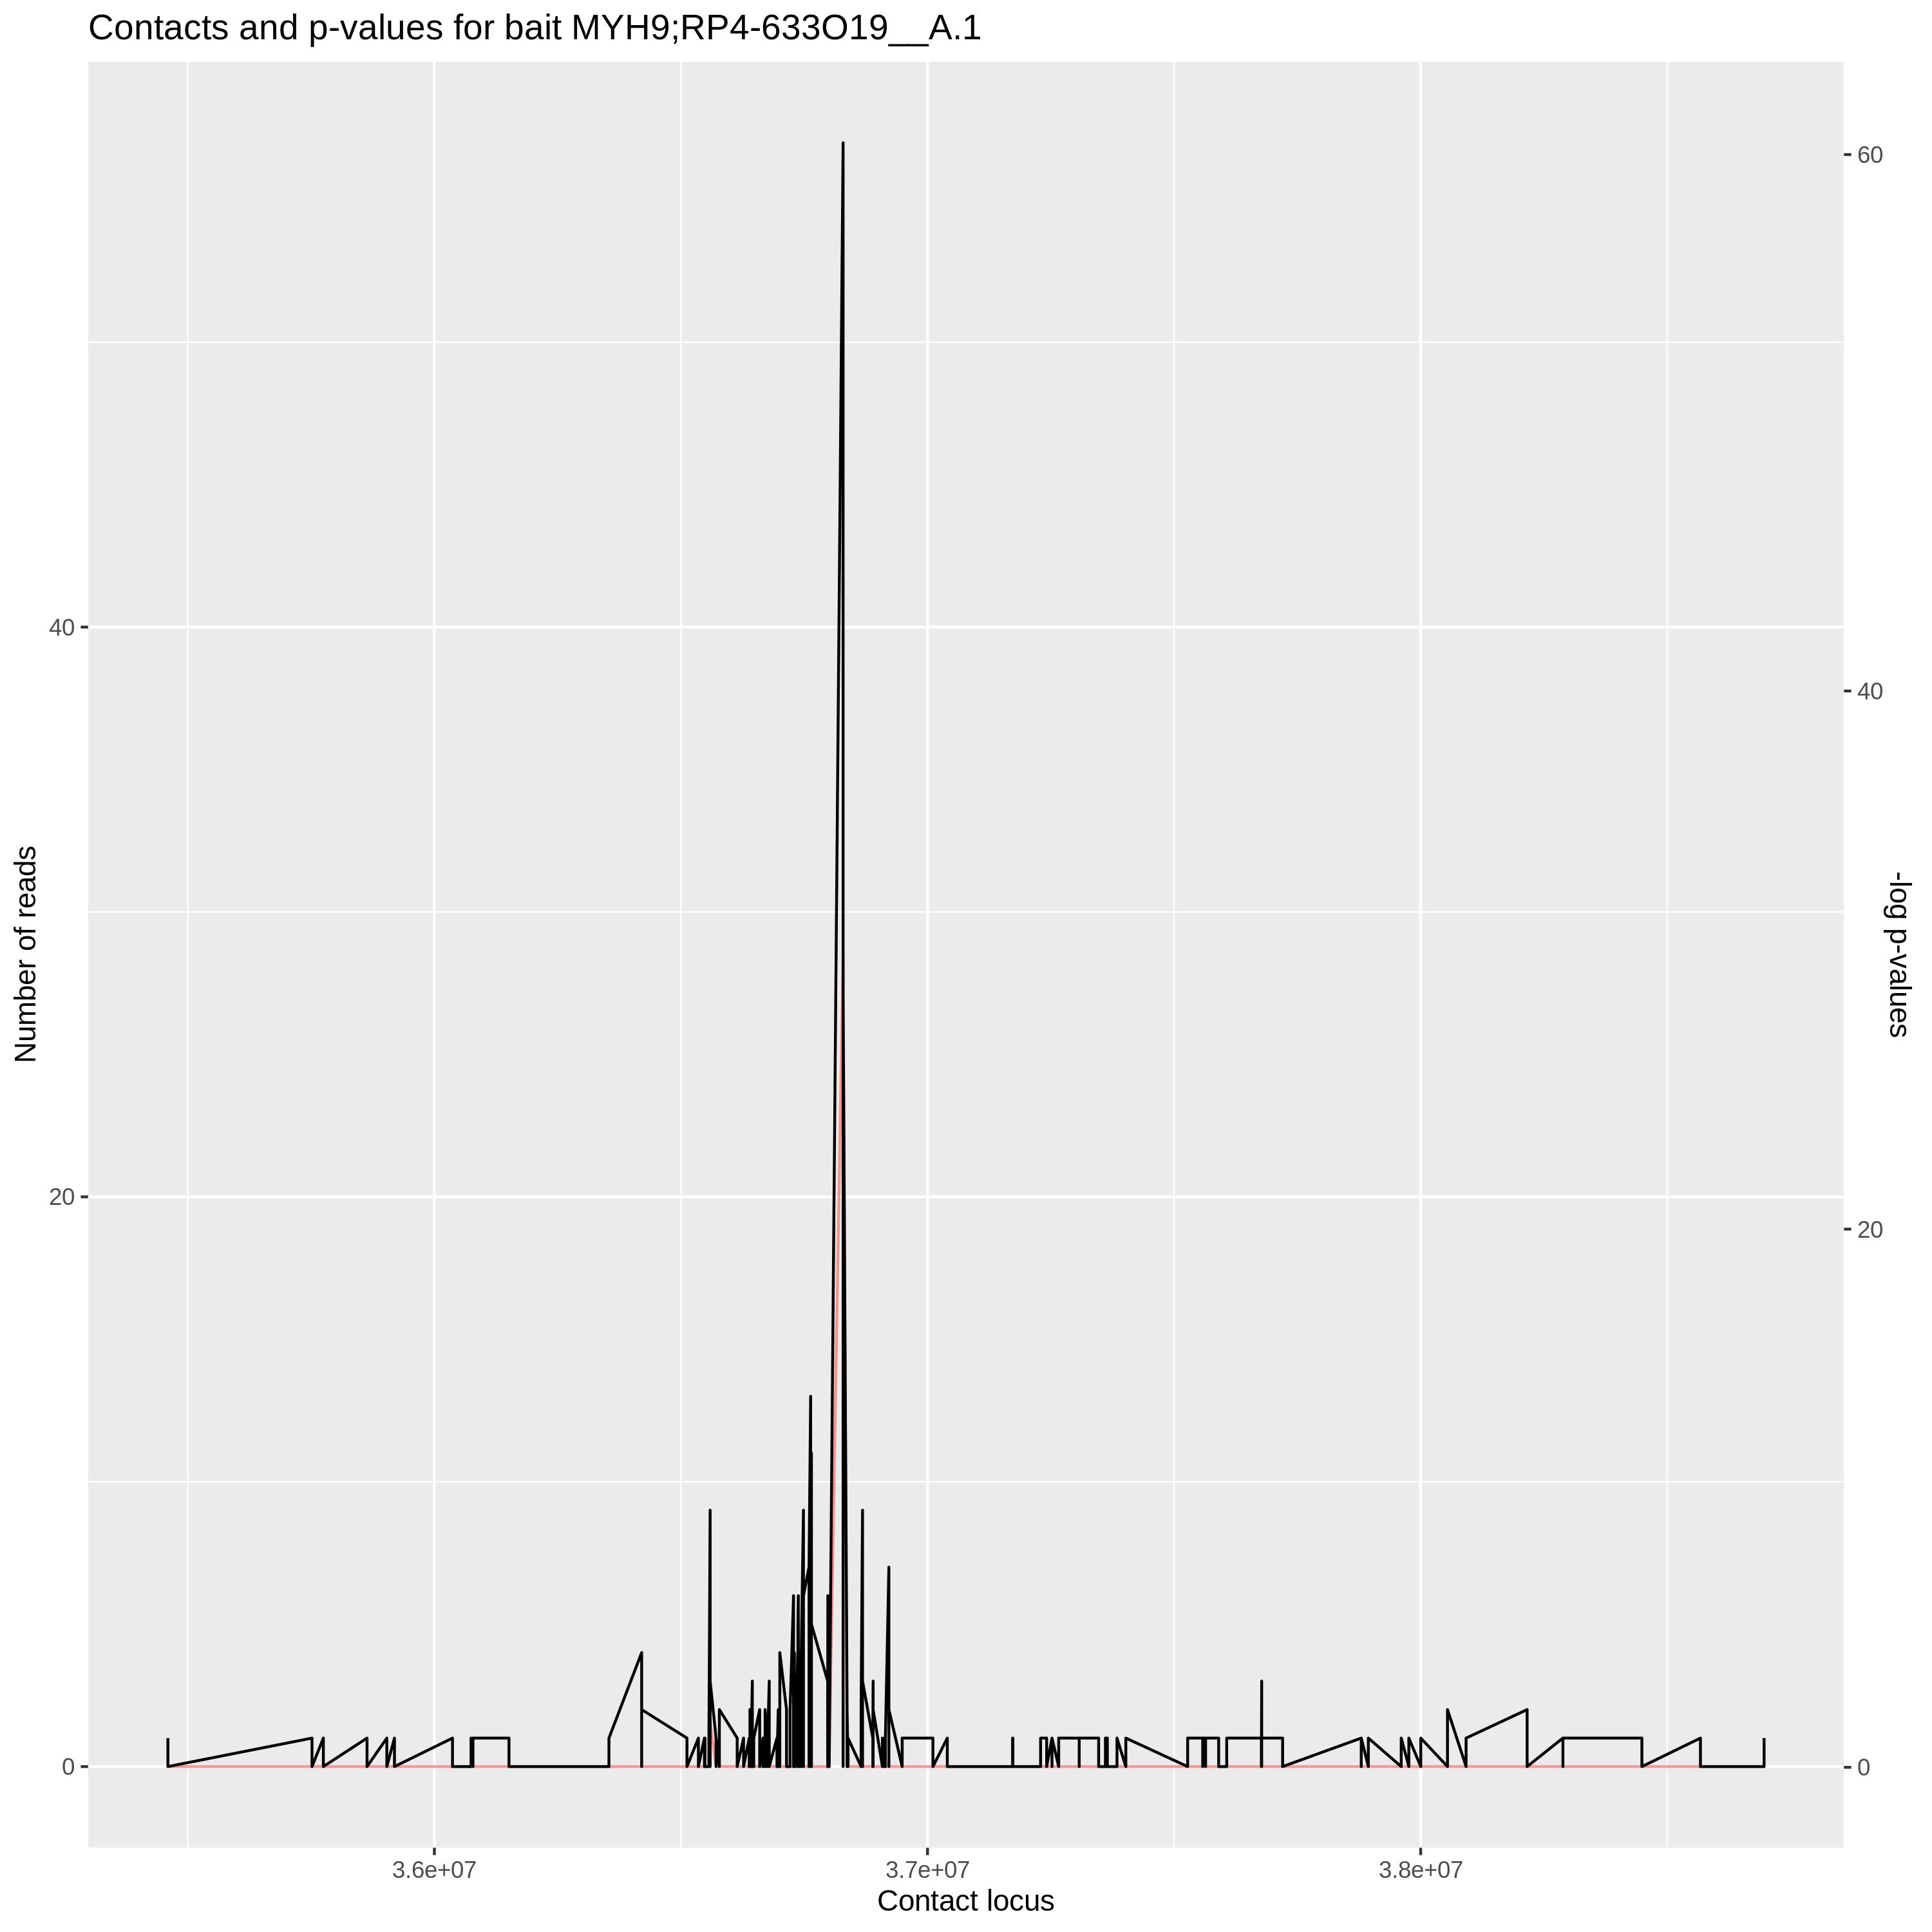 Contacts and p-values for bait MYH9;RP4-633O19__A.1
60
40
40
20
20
0
0
Number of reads
-log p-values
3.6e+07
3.7e+07
3.8e+07
Contact locus